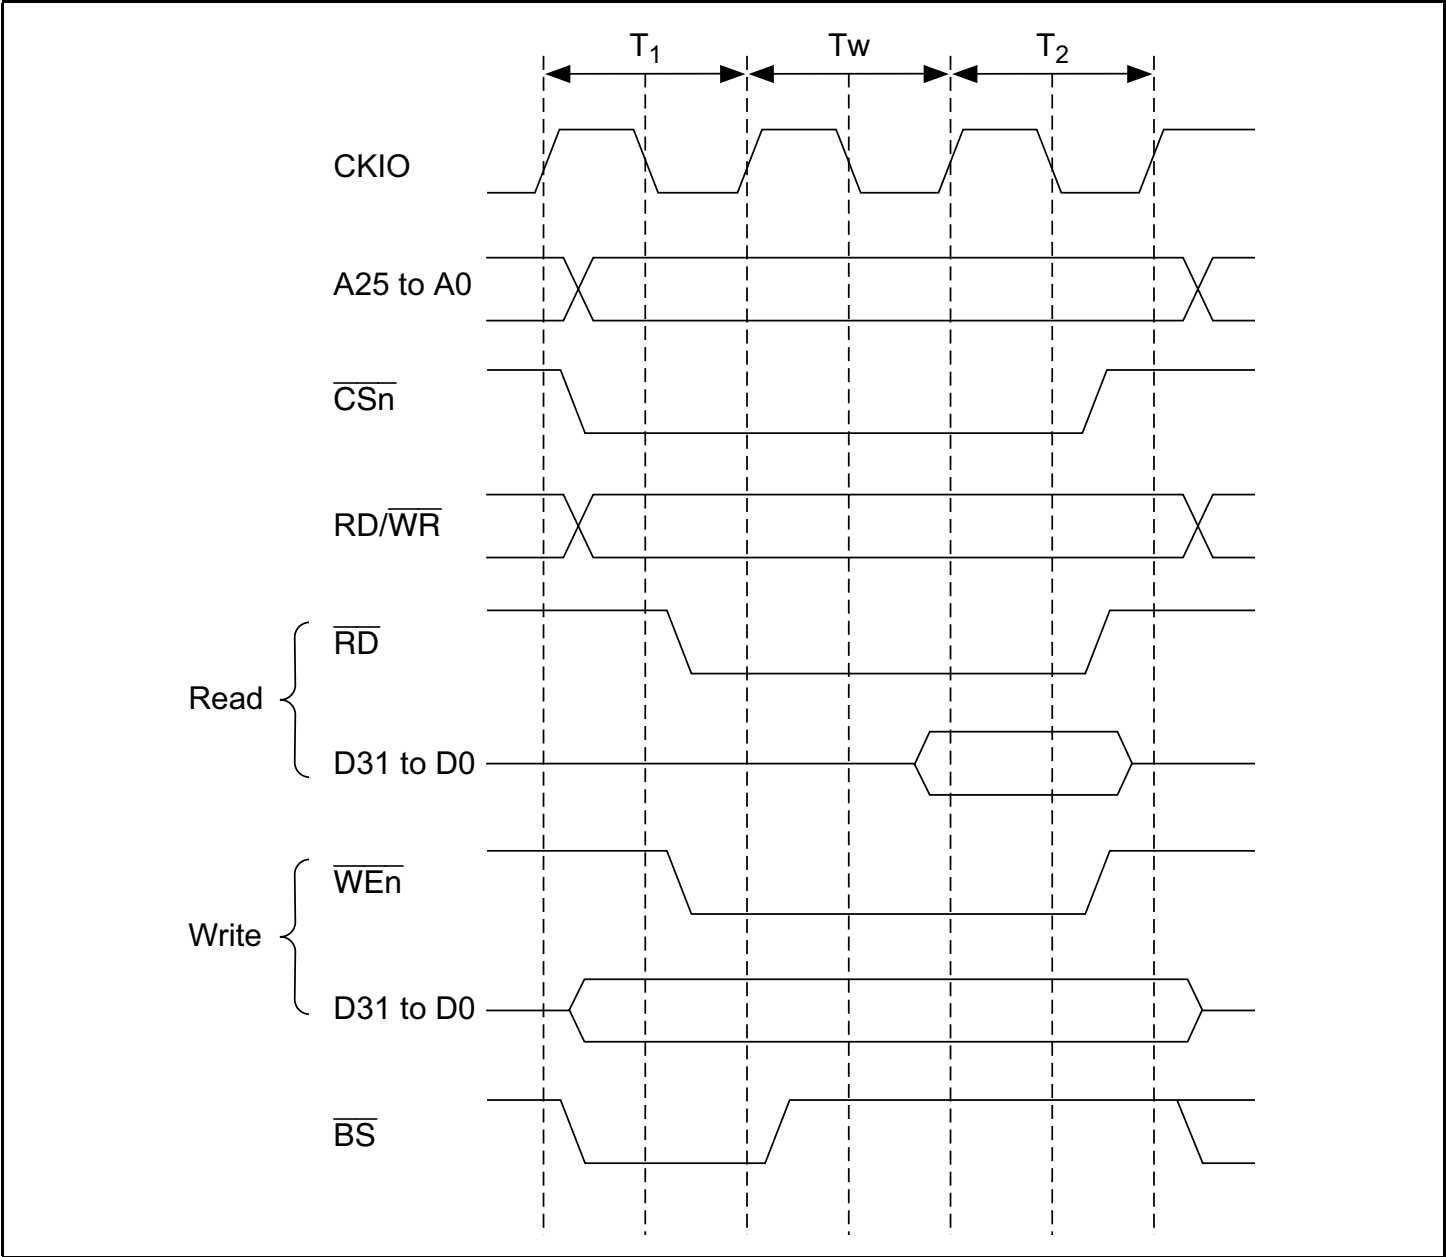 T1 Tw T2
CKIO
A25 to A0
CSn
RD/WR
RD
Read
D31 to D0
WEn
Write
D31 to D0
BS